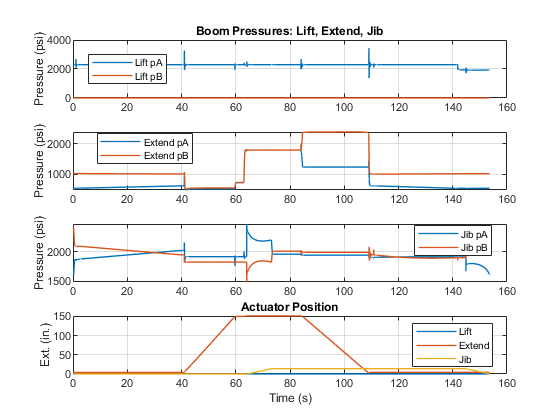 Boom Pressures: Lift, Extend, Jib
Pressure (psi)
4000
2000
0
Lift pA
Lift pB
0 20 40 60 80 100 120 140 160
Pressure (psi)
2000
1000
Extend pA
Extend pB
0 20 40 60 80 100 120 140 160
Pressure (psi)
2000
1500
Jib pA
Jib pB
0 20 40 60 80 100 120 140 160
Actuator Position
Ext. (in.)
150
100
50
0
Lift
Extend
Jib
0 20 40 60 80 100 120 140 160
Time (s)